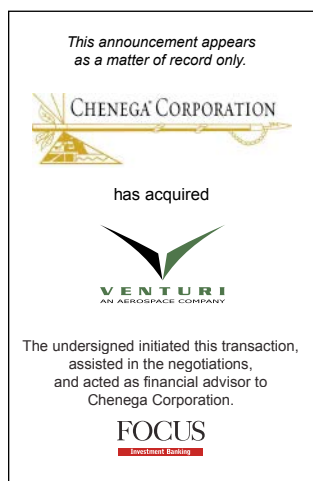 This announcement appears
as a matter of record only.
CHENEGA® CORPORATION
has acquired
VENTURI
AN AEROSPACE COMPANY
The undersigned initiated this transaction,
assisted in the negotiations,
and acted as financial advisor to
Chenega Corporation.
FOCUS
Investment Banking